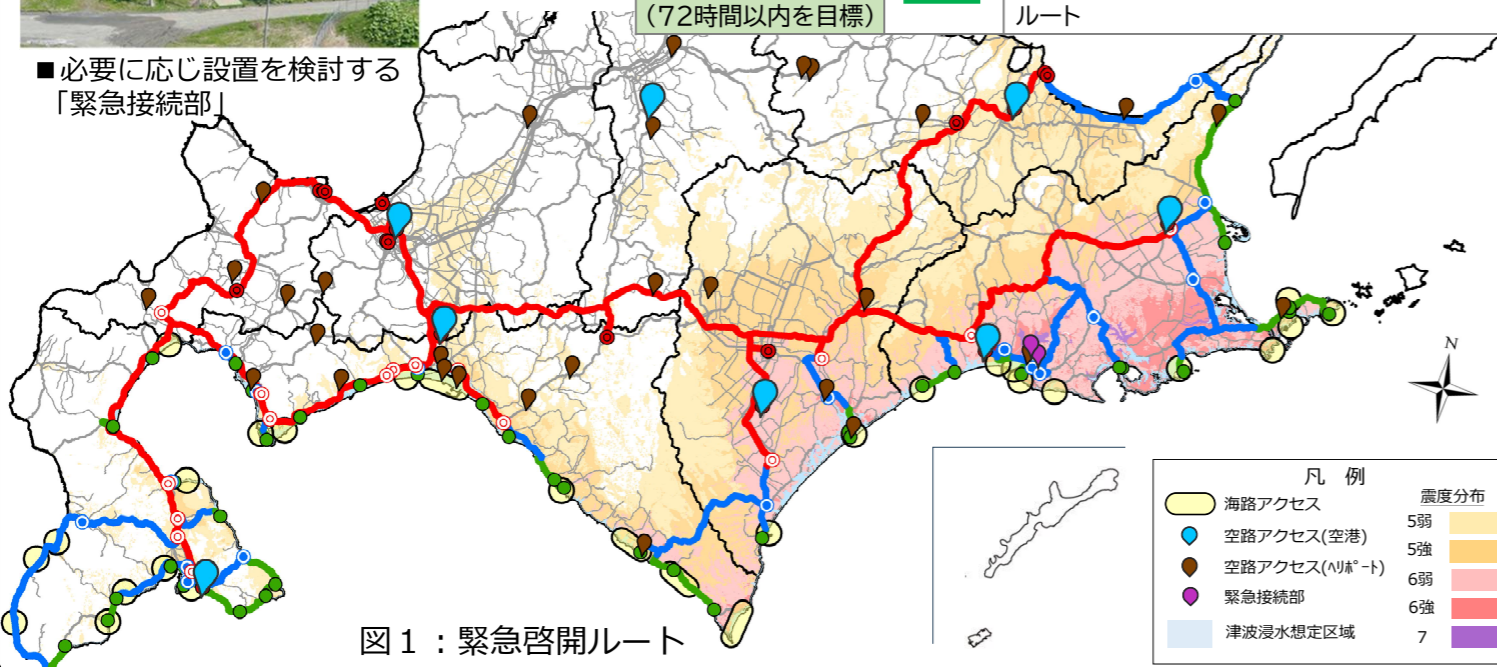 (72時間以内を目標)
ルート
■必要に応じ設置を検討する
「緊急接続部」
N
凡 例
海路アクセス
空路アクセス(空港)
空路アクセス(ヘリポート)
緊急接続部
津波浸水想定区域
震度分布
5弱
5強
6弱
6強
7
図1:緊急啓開ルート